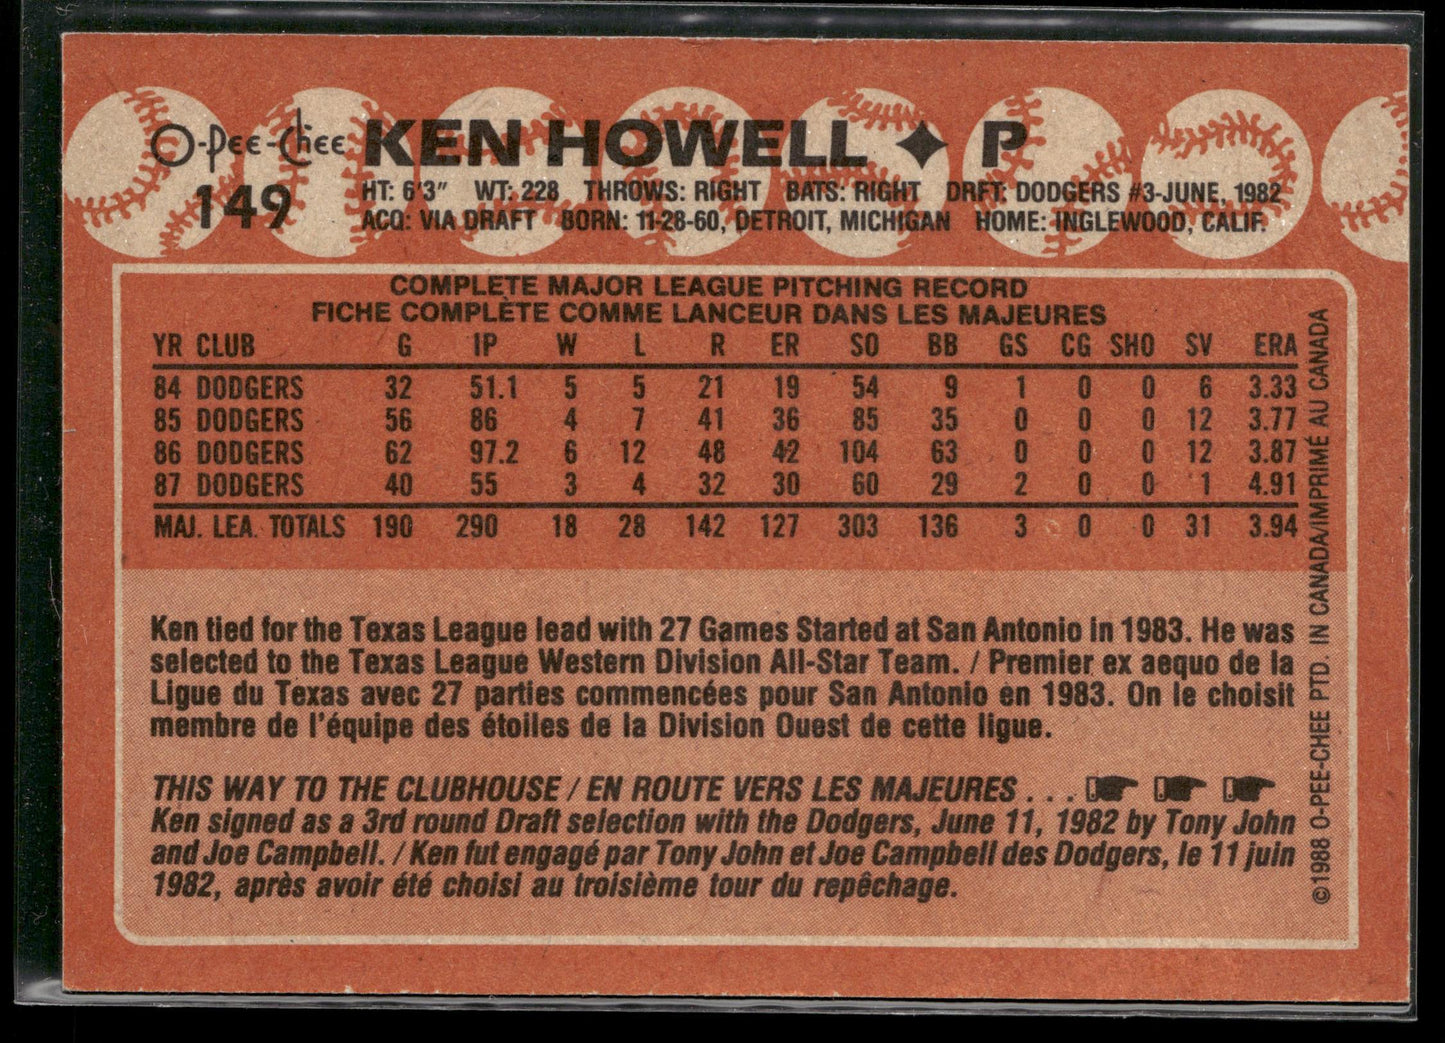 O-Pee-Chee KEN HOWELL ✦ P
149
HT: 6'3" WT: 228 THROWS: RIGHT BATS: RIGHT DRFT: DODGERS #3-JUNE, 1982
ACQ: VIA DRAFT BORN: 11-28-60, DETROIT, MICHIGAN HOME: INGLEWOOD, CALIF.
COMPLETE MAJOR LEAGUE PITCHING RECORD
FICHE COMPLÈTE COMME LANCEUR DANS LES MAJEURES
YR CLUB G IP W L R ER SO BB GS CG SHO SV ERA
84 DODGERS 32 51.1 5 5 21 19 54 9 1 0 0 6 3.33
85 DODGERS 56 86 4 7 41 36 85 35 0 0 0 12 3.77
86 DODGERS 62 97.2 6 12 48 42 104 63 0 0 0 12 3.87
87 DODGERS 40 55 3 4 32 30 60 29 2 0 0 1 4.91
MAJ. LEA. TOTALS 190 290 18 28 142 127 303 136 3 0 0 31 3.94
Ken tied for the Texas League lead with 27 Games Started at San Antonio in 1983. He was
selected to the Texas League Western Division All-Star Team. / Premier ex aequo de la
Ligue du Texas avec 27 parties commencées pour San Antonio en 1983. On le choisit
membre de l'équipe des étoiles de la Division Ouest de cette ligue.
THIS WAY TO THE CLUBHOUSE / EN ROUTE VERS LES MAJEURES . . .
Ken signed as a 3rd round Draft selection with the Dodgers, June 11, 1982 by Tony John
and Joe Campbell. / Ken fut engagé par Tony John et Joe Campbell des Dodgers, le 11 juin
1982, après avoir été choisi au troisième tour du repêchage.
©1988 O-PEE-CHEE PTD. IN CANADA/IMPRIMÉ AU CANADA